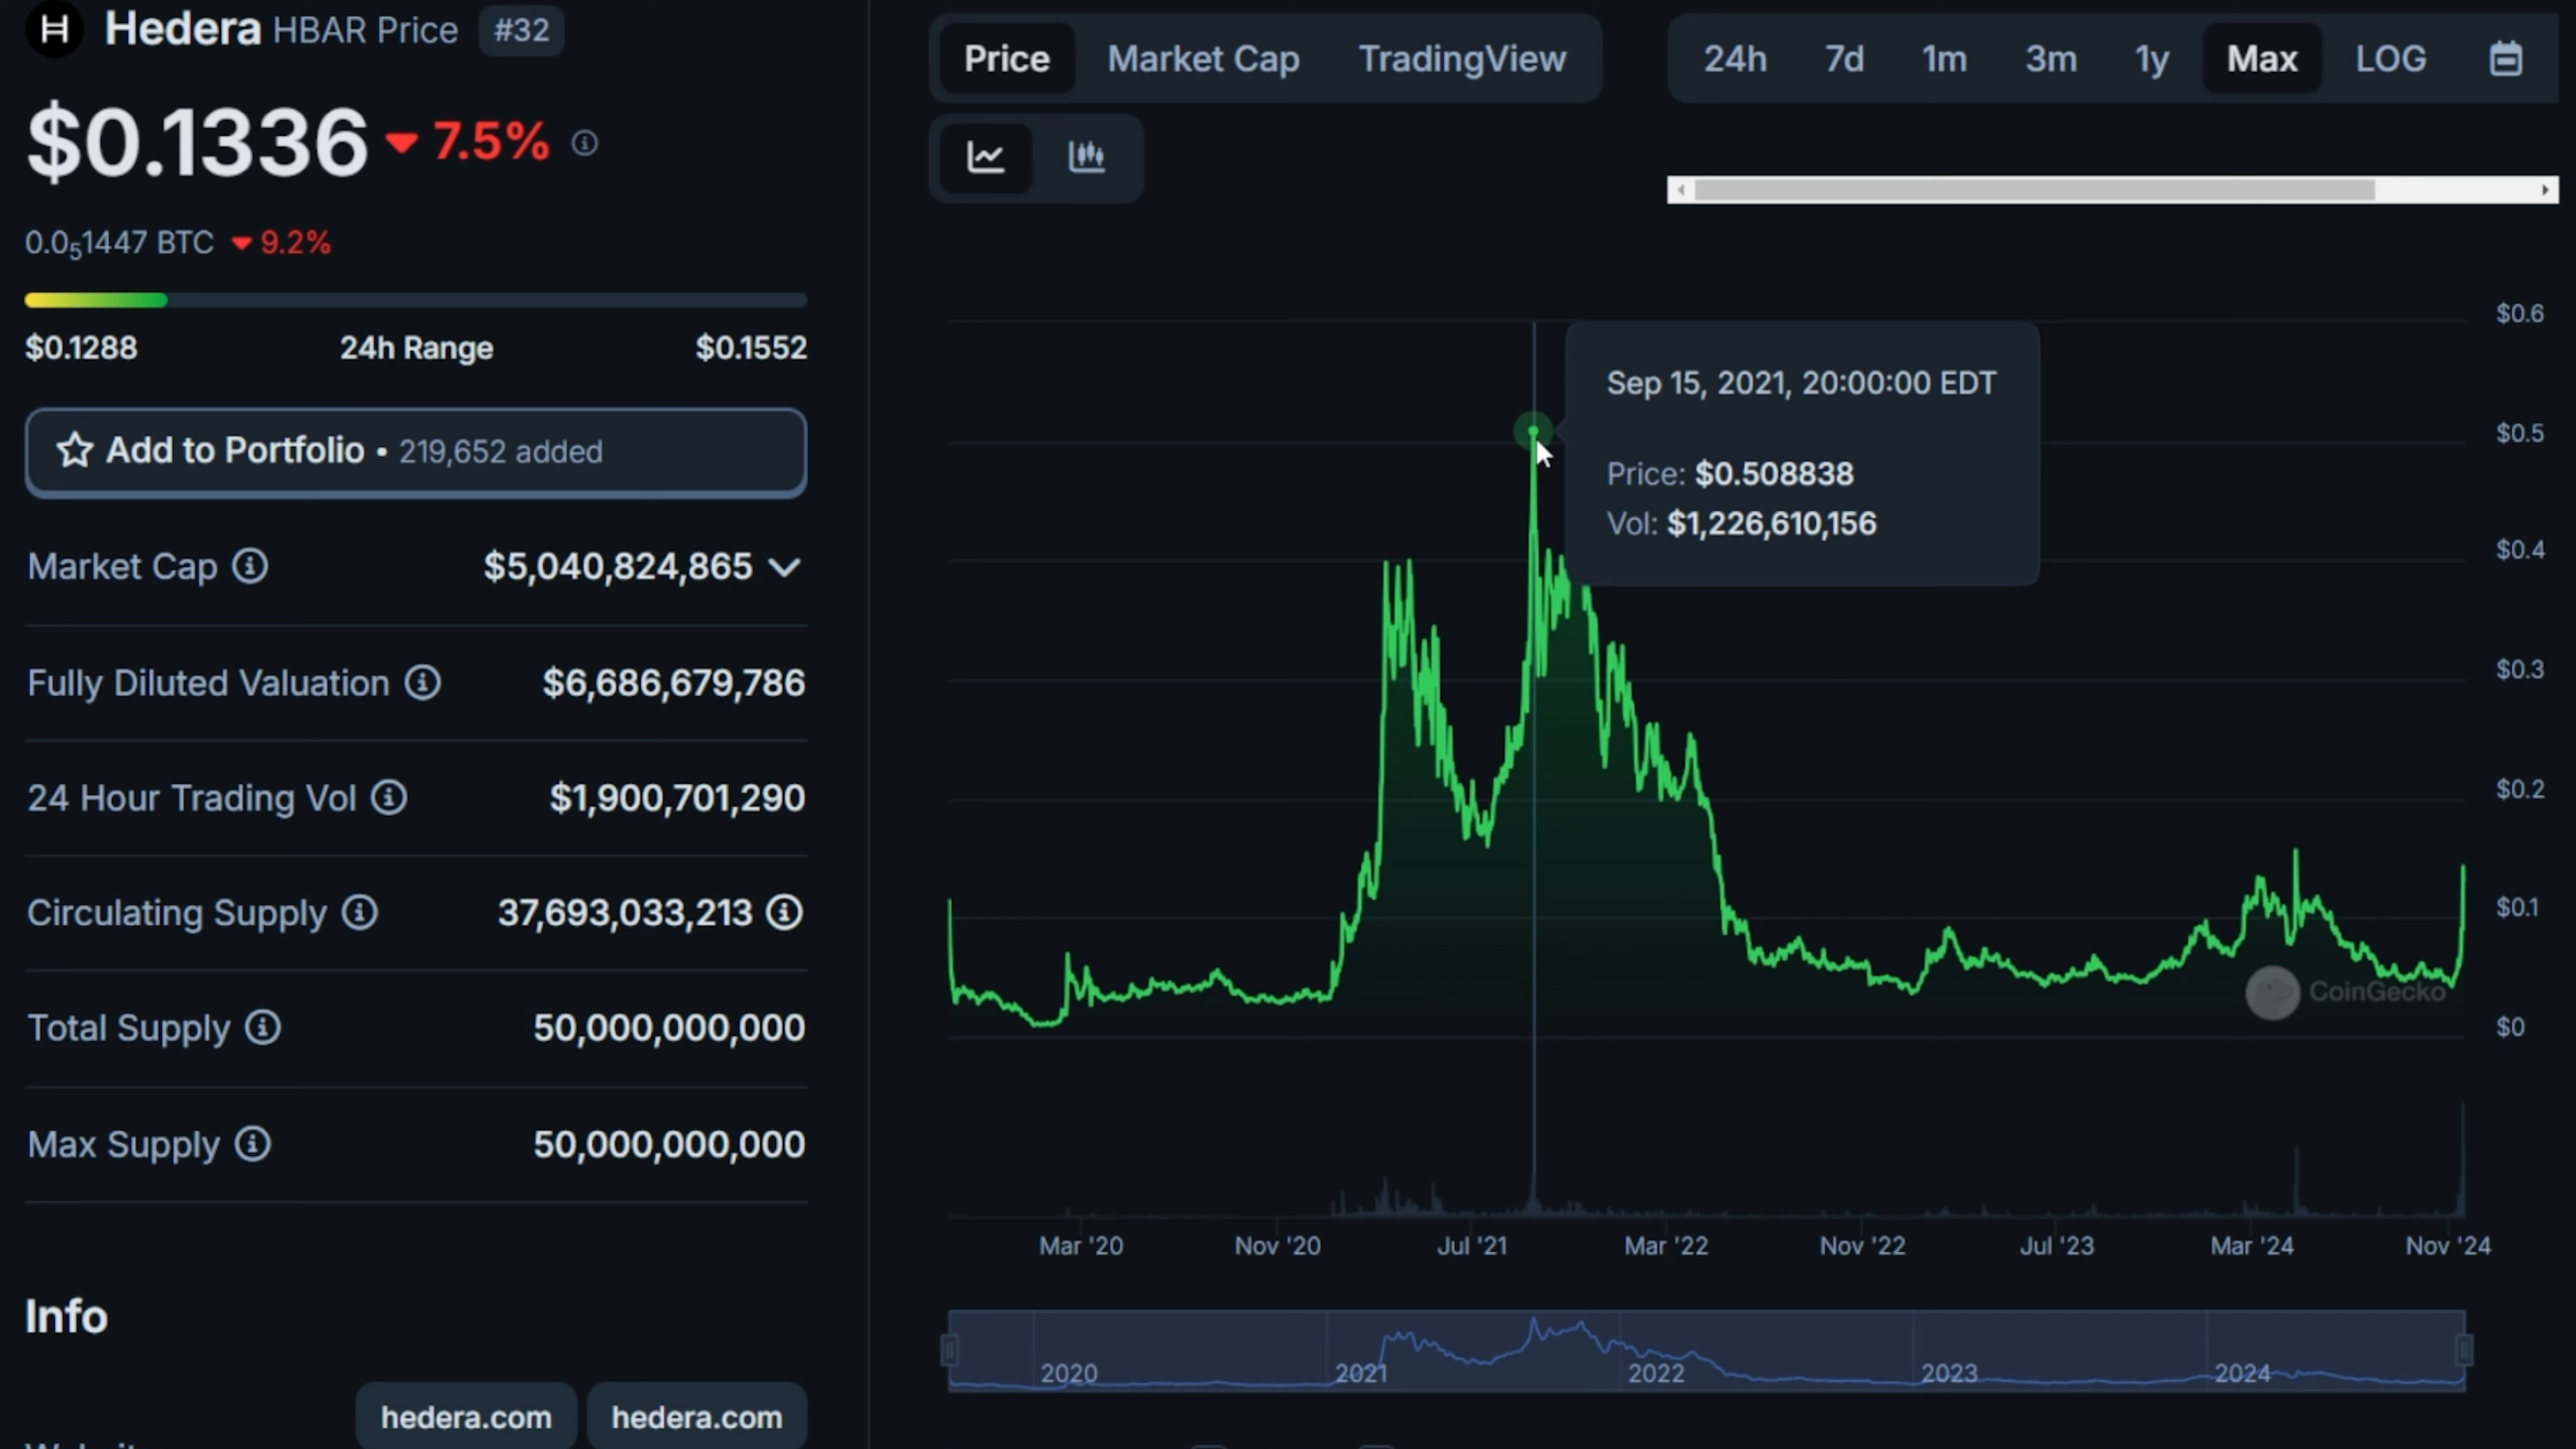 Hedera HBAR Price #32
$0.1336 7.5%
0.0₅1447 BTC 9.2%
$0.1288 24h Range $0.1552
Add to Portfolio • 219,652 added
Market Cap $5,040,824,865
Fully Diluted Valuation $6,686,679,786
24 Hour Trading Vol $1,900,701,290
Circulating Supply 37,693,033,213
Total Supply 50,000,000,000
Max Supply 50,000,000,000
Info
hedera.com hedera.com
Price Market Cap TradingView
24h 7d 1m 3m 1y Max LOG
Sep 15, 2021, 20:00:00 EDT
Price: $0.508838
Vol: $1,226,610,156
$0.6
$0.5
$0.4
$0.3
$0.2
$0.1
$0
CoinGecko
Mar '20 Nov '20 Jul '21 Mar '22 Nov '22 Jul '23 Mar '24 Nov '24
2020 2021 2022 2023 2024